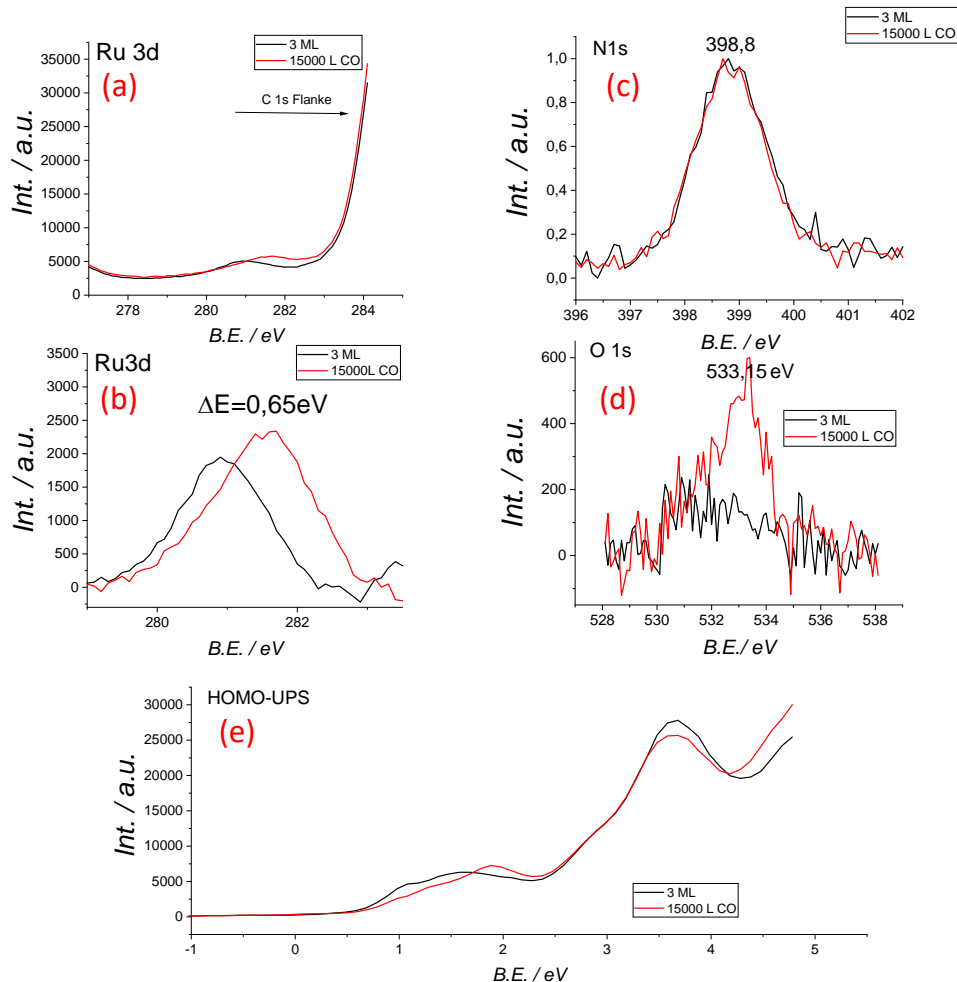 Ru 3d
(a)
3 ML
15000 L CO
C 1s Flanke
35000
30000
25000
20000
15000
10000
5000
0
Int. / a.u.
278 280 282 284
B.E. / eV
N1s
(c)
398,8
3 ML
15000 L CO
1,0
0,8
0,6
0,4
0,2
0,0
Int. / a.u.
396 397 398 399 400 401 402
B.E. / eV
Ru3d
(b)
3 ML
15000L CO
ΔE=0,65eV
3500
3000
2500
2000
1500
1000
500
0
Int. / a.u.
280 282
B.E. / eV
O 1s
(d)
533,15 eV
3 ML
15000 L CO
600
400
200
0
Int. / a.u.
528 530 532 534 536 538
B.E./ eV
HOMO-UPS
(e)
3 ML
15000 L CO
30000
25000
20000
15000
10000
5000
0
Int. / a.u.
-1 0 1 2 3 4 5
B.E. / eV